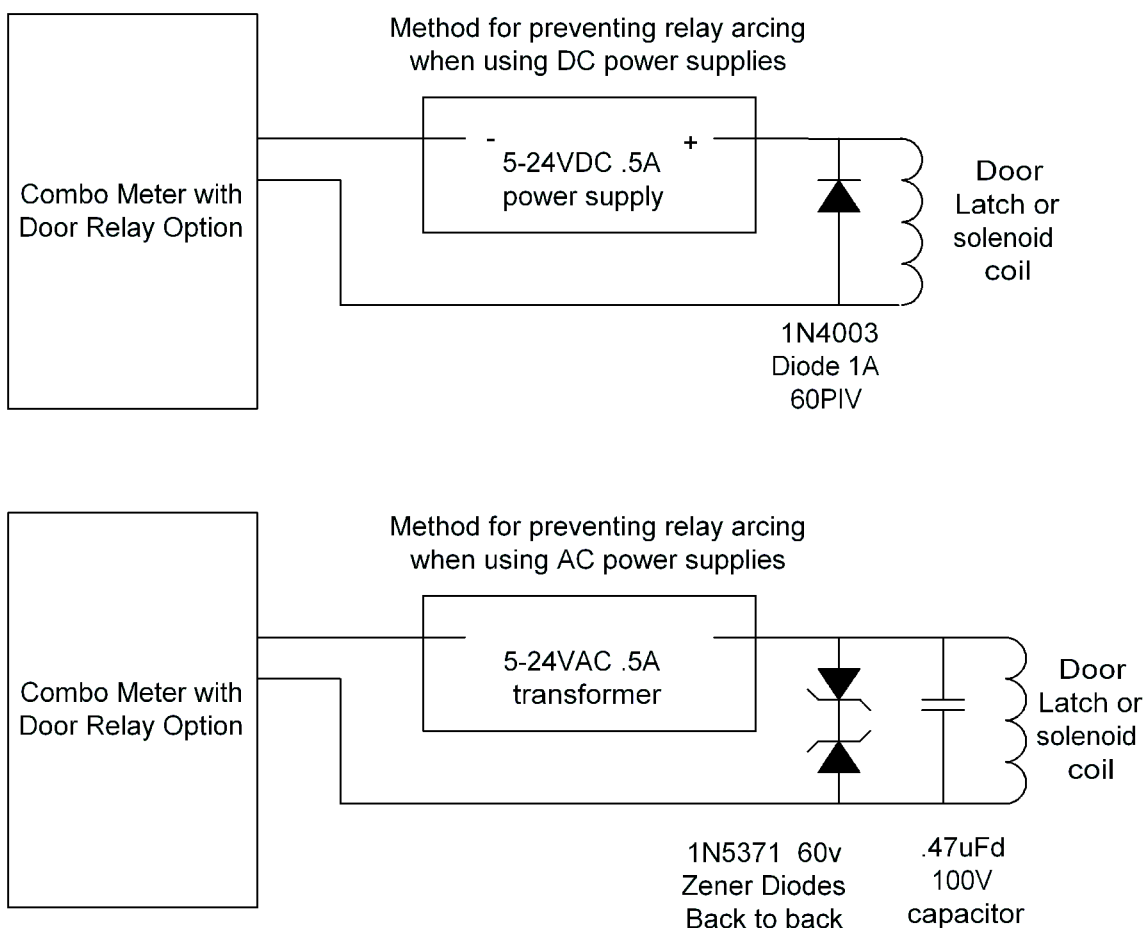 Method for preventing relay arcing
when using DC power supplies
Combo Meter with
Door Relay Option
- +
5-24VDC .5A
power supply
Door
Latch or
solenoid
coil
1N4003
Diode 1A
60PIV
Method for preventing relay arcing
when using AC power supplies
Combo Meter with
Door Relay Option
5-24VAC .5A
transformer
Door
Latch or
solenoid
coil
1N5371 60v
Zener Diodes
Back to back
.47uFd
100V
capacitor